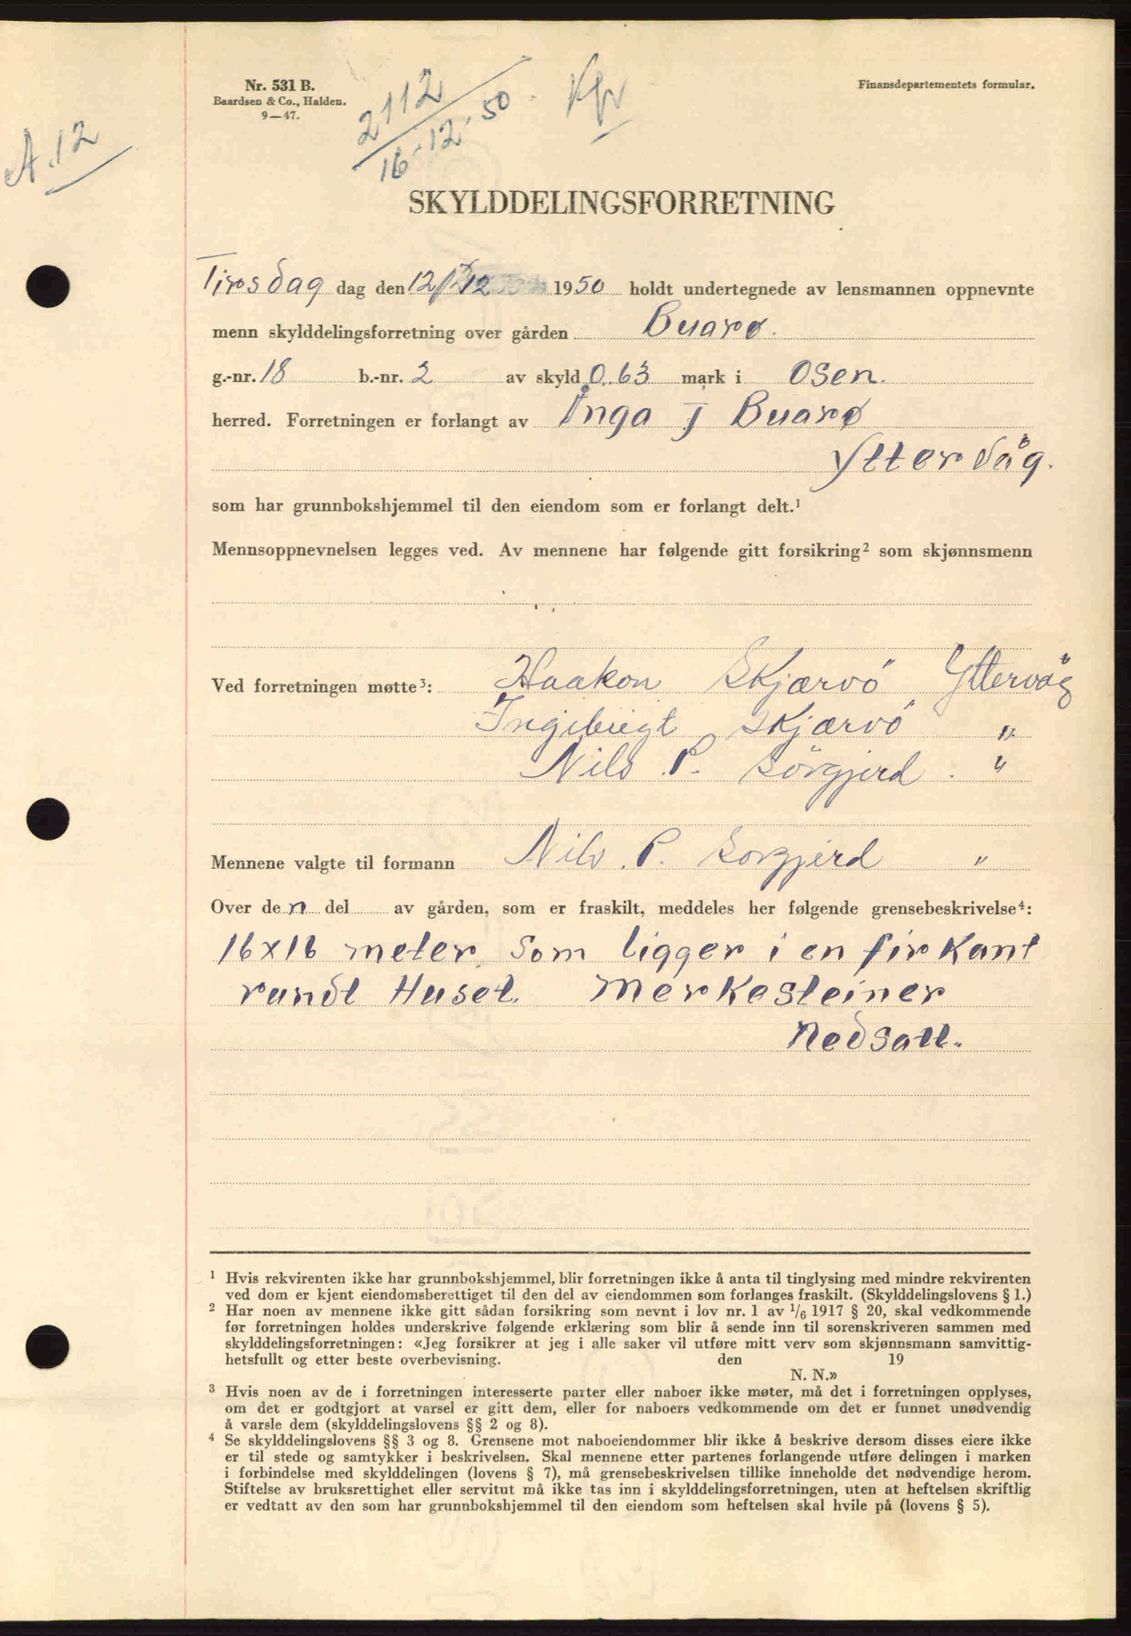 Nr. 531 B.
Baardsen & Co., Halden.
9—47.
Finansdepartementets formular.
A.12
2112
16.12.50.
SKYLDDELINGSFORRETNING
Tirsdag dag den 12/12 1950 holdt undertegnede av lensmannen oppnevnte
menn skylddelingsforretning over gården Buarø.
g.-nr. 18 b.-nr. 2 av skyld 0.63 mark i Osen.
herred. Forretningen er forlangt av Inga J Buarø
Yttervåg.
som har grunnbokshjemmel til den eiendom som er forlangt delt.¹
Mennsoppnevnelsen legges ved. Av mennene har følgende gitt forsikring² som skjønnsmenn
Ved forretningen møtte³: Haakon Skjærvö Yttervåg
Skjærvö "
Nils P. Sörgjerd. "
Mennene valgte til formann Nils P. Sörgjerd "
Over den del av gården, som er fraskilt, meddeles her følgende grensebeskrivelse⁴:
16x16 meter som ligger i en firkant
rundt Huset. Merkesteiner
nedsatt.
¹ Hvis rekvirenten ikke har grunnbokshjemmel, blir forretningen ikke å anta til tinglysing med mindre rekvirenten
ved dom er kjent eiendomsberettiget til den del av eiendommen som forlanges fraskilt. (Skylddelingslovens § 1.)
² Har noen av mennene ikke gitt sådan forsikring som nevnt i lov nr. 1 av 1/6 1917 § 20, skal vedkommende
før forretningen holdes underskrive følgende erklæring som blir å sende inn til sorenskriveren sammen med
skylddelingsforretningen: «Jeg forsikrer at jeg i alle saker vil utføre mitt verv som skjønnsmann samvittig-
hetsfullt og etter beste overbevisning. den 19
N. N.»
³ Hvis noen av de i forretningen interesserte parter eller naboer ikke møter, må det i forretningen opplyses,
om det er godtgjort at varsel er gitt dem, eller for naboers vedkommende om det er funnet unødvendig
å varsle dem (skylddelingslovens §§ 2 og 8).
⁴ Se skylddelingslovens §§ 3 og 8. Grensene mot naboeiendommer blir ikke å beskrive dersom disses eiere ikke
er til stede og samtykker i beskrivelsen. Skal mennene etter partenes forlangende utføre delingen i marken
i forbindelse med skylddelingen (lovens § 7), må grensebeskrivelsen tillike inneholde det nødvendige herom.
Stiftelse av bruksrettighet eller servitut må ikke tas inn i skylddelingsforretningen, uten at heftelsen skriftlig
er vedtatt av den som har grunnbokshjemmel til den eiendom som heftelsen skal hvile på (lovens § 5).